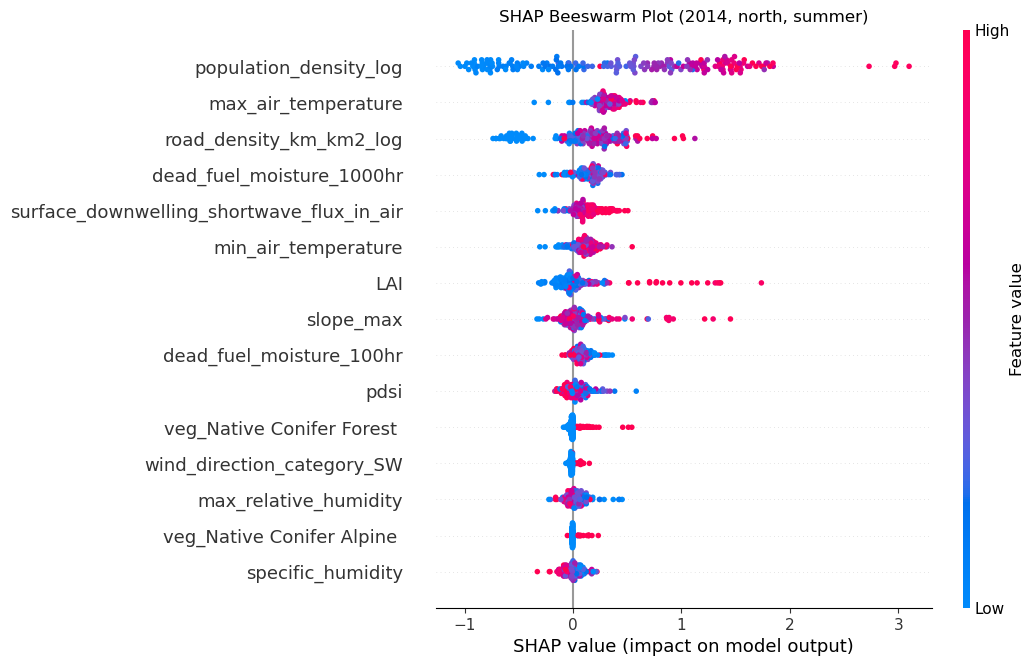 SHAP Beeswarm Plot (2014, north, summer)
High
population_density_log
max_air_temperature
road_density_km_km2_log
dead_fuel_moisture_1000hr
surface_downwelling_shortwave_flux_in_air
min_air_temperature
LAI
slope_max
dead_fuel_moisture_100hr
pdsi
veg_Native Conifer Forest
wind_direction_category_SW
max_relative_humidity
veg_Native Conifer Alpine
specific_humidity
Feature value
Low
−1 0 1 2 3
SHAP value (impact on model output)